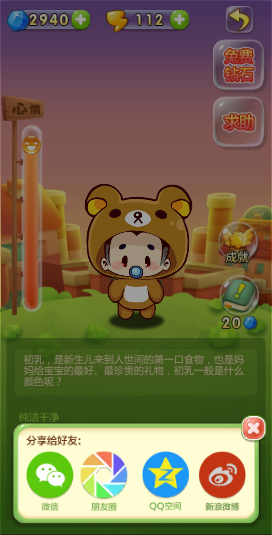 2940
112
免费
钻石
心情
求助
成就
20
初乳，是新生儿来到人世间的第一口食物，也是妈
妈给宝宝的最好、最珍贵的礼物，初乳一般是什么
颜色呢？
纯洁干净
分享给好友：
微信 朋友圈 QQ空间 新浪微博